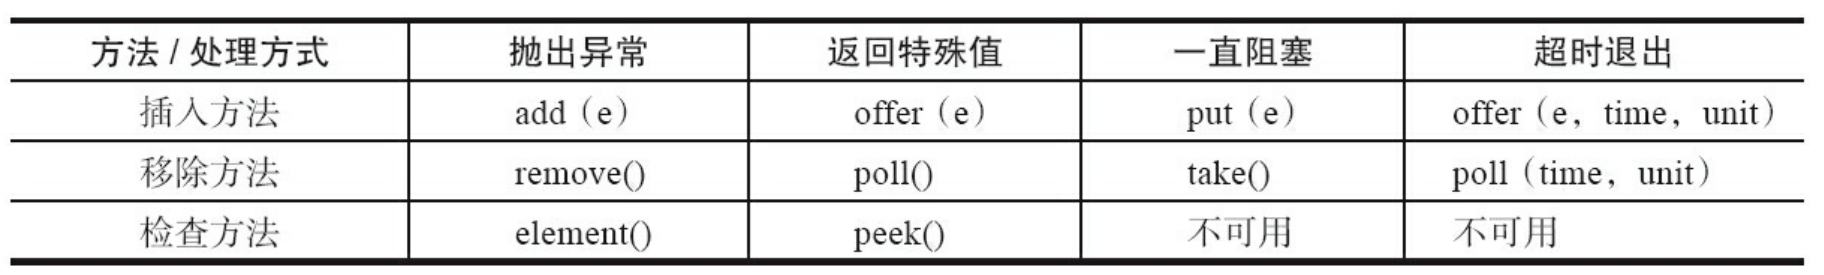 方法 / 处理方式 抛出异常 返回特殊值 一直阻塞 超时退出
插入方法 add（e） offer（e） put（e） offer（e，time，unit）
移除方法 remove() poll() take() poll（time，unit）
检查方法 element() peek() 不可用 不可用